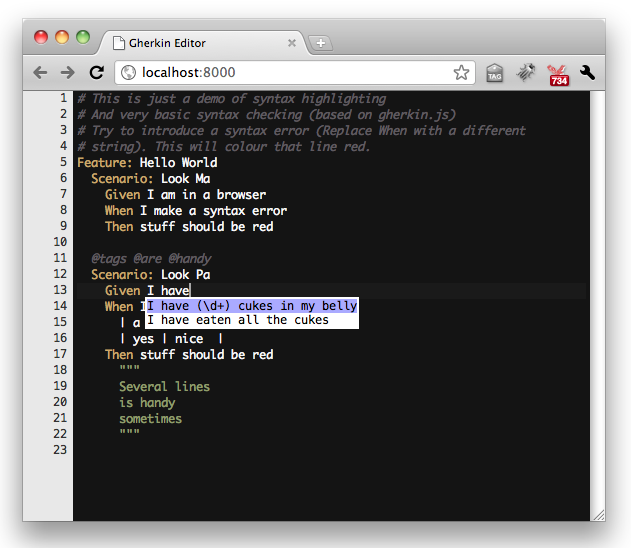 Gherkin Editor
localhost:8000
TAG
734
1 # This is just a demo of syntax highlighting
2 # And very basic syntax checking (based on gherkin.js)
3 # Try to introduce a syntax error (Replace When with a different
4 # string). This will colour that line red.
5 Feature: Hello World
6 Scenario: Look Ma
7 Given I am in a browser
8 When I make a syntax error
9 Then stuff should be red
10
11 @tags @are @handy
12 Scenario: Look Pa
13 Given I have
14 When I
I have (\d+) cukes in my belly
15 | a
I have eaten all the cukes
16 | yes | nice |
17 Then stuff should be red
18 """
19 Several lines
20 is handy
21 sometimes
22 """
23